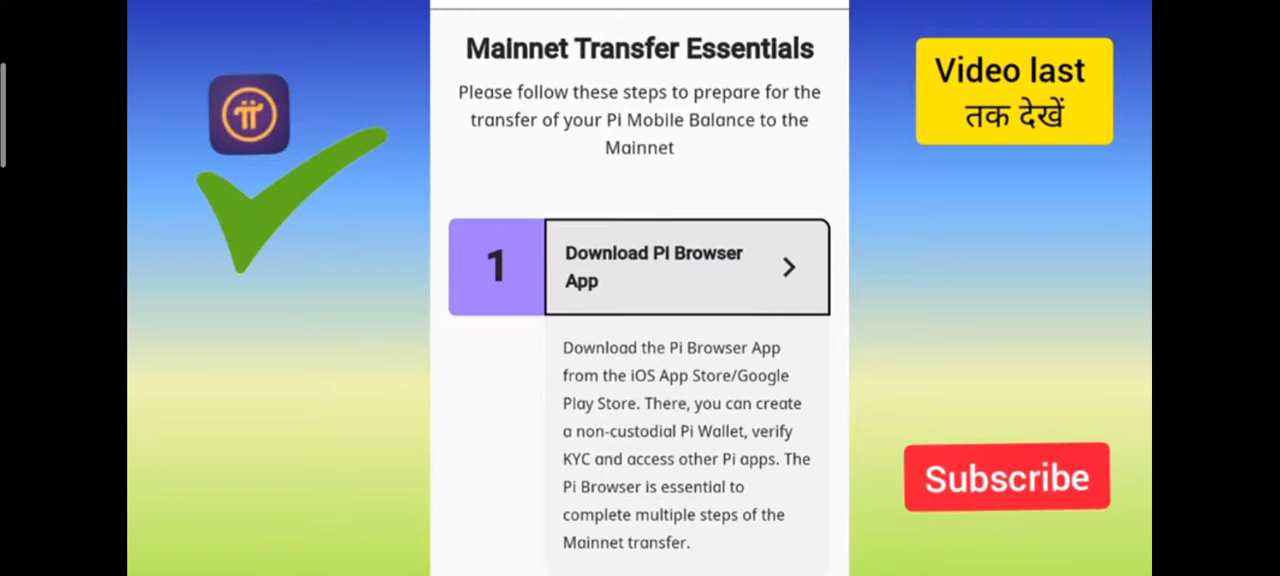 Mainnet Transfer Essentials
Please follow these steps to prepare for the
transfer of your Pi Mobile Balance to the
Mainnet
1
Download Pi Browser
App
Download the Pi Browser App
from the iOS App Store/Google
Play Store. There, you can create
a non-custodial Pi Wallet, verify
KYC and access other Pi apps. The
Pi Browser is essential to
complete multiple steps of the
Mainnet transfer.
Video last
तक देखें
Subscribe